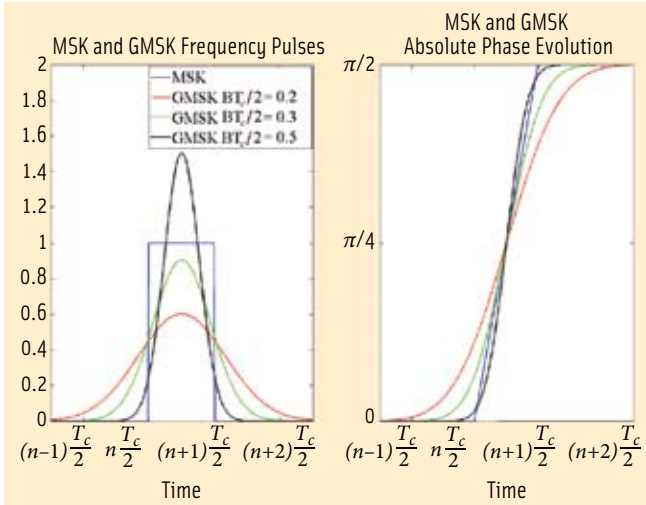 MSK and GMSK Frequency Pulses
2
1.8
1.6
1.4
1.2
1
0.8
0.6
0.4
0.2
0
MSK
GMSK BT_c/2 = 0.2
GMSK BT_c/2 = 0.3
GMSK BT_c/2 = 0.5
(n–1) T_c/2 n T_c/2 (n+1) T_c/2 (n+2) T_c/2
Time
MSK and GMSK
Absolute Phase Evolution
π/2
π/4
0
(n–1) T_c/2 n T_c/2 (n+1) T_c/2 (n+2) T_c/2
Time